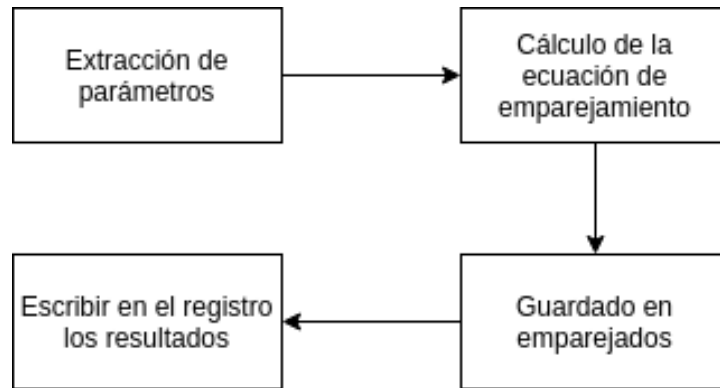 Extracción de
parámetros
Cálculo de la
ecuación de
emparejamiento
Guardado en
emparejados
Escribir en el registro
los resultados